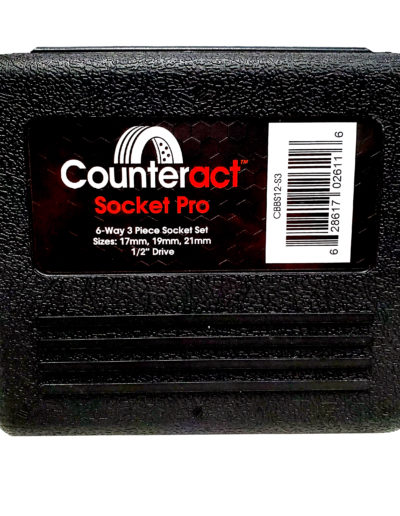 Counteract™
Socket Pro
6-Way 3 Piece Socket Set
Sizes: 17mm, 19mm, 21mm
1/2" Drive
CBBS12-S3
6 28617 02611 6